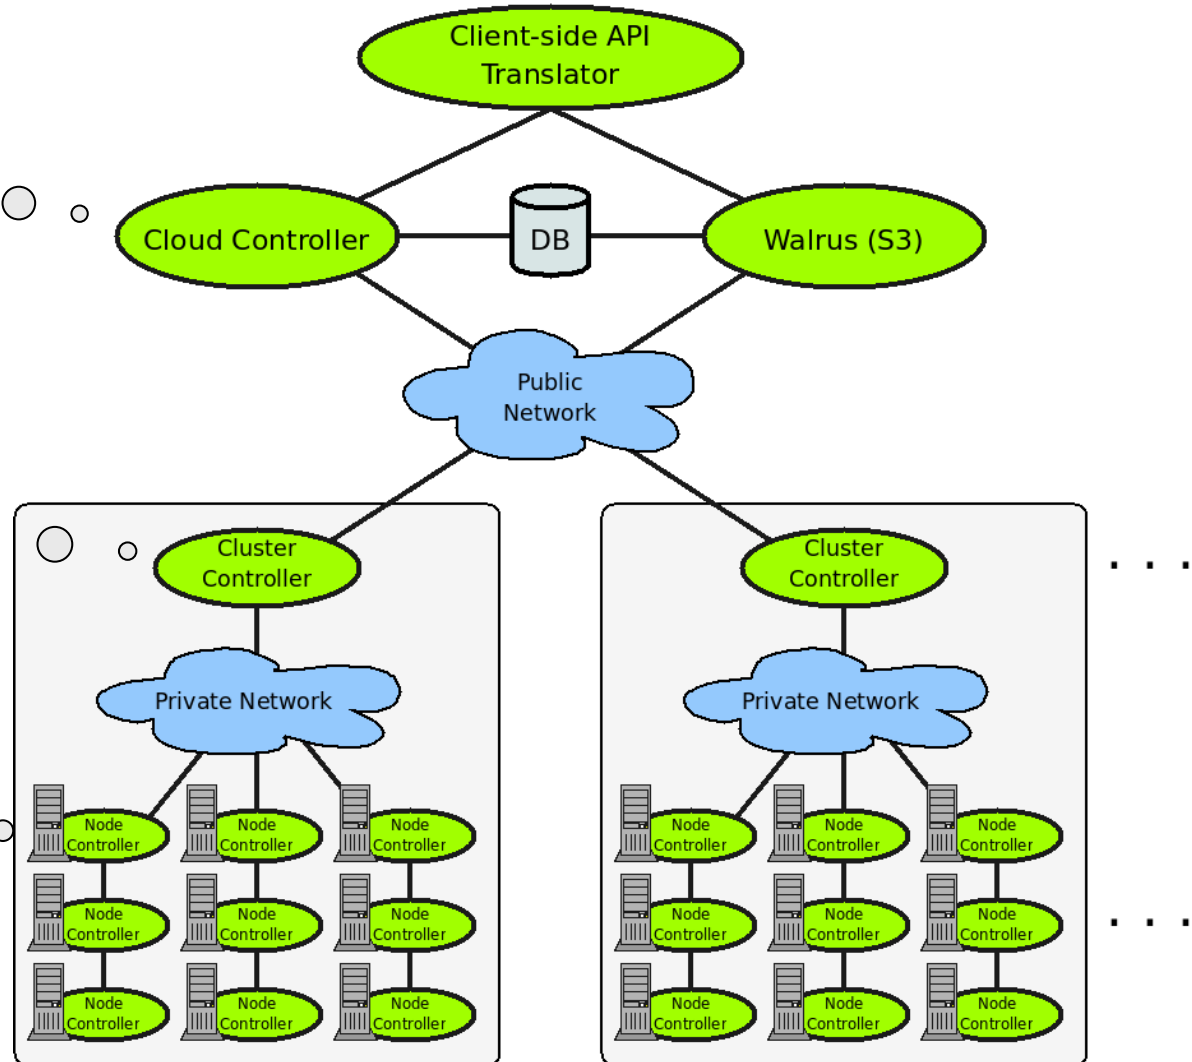 Client-side API
Translator
Cloud Controller
DB
Walrus (S3)
Public
Network
Cluster
Controller
Cluster
Controller
. . .
Private Network
Private Network
Node
Controller
Node
Controller
Node
Controller
Node
Controller
Node
Controller
Node
Controller
Node
Controller
Node
Controller
Node
Controller
Node
Controller
Node
Controller
Node
Controller
. . .
Node
Controller
Node
Controller
Node
Controller
Node
Controller
Node
Controller
Node
Controller